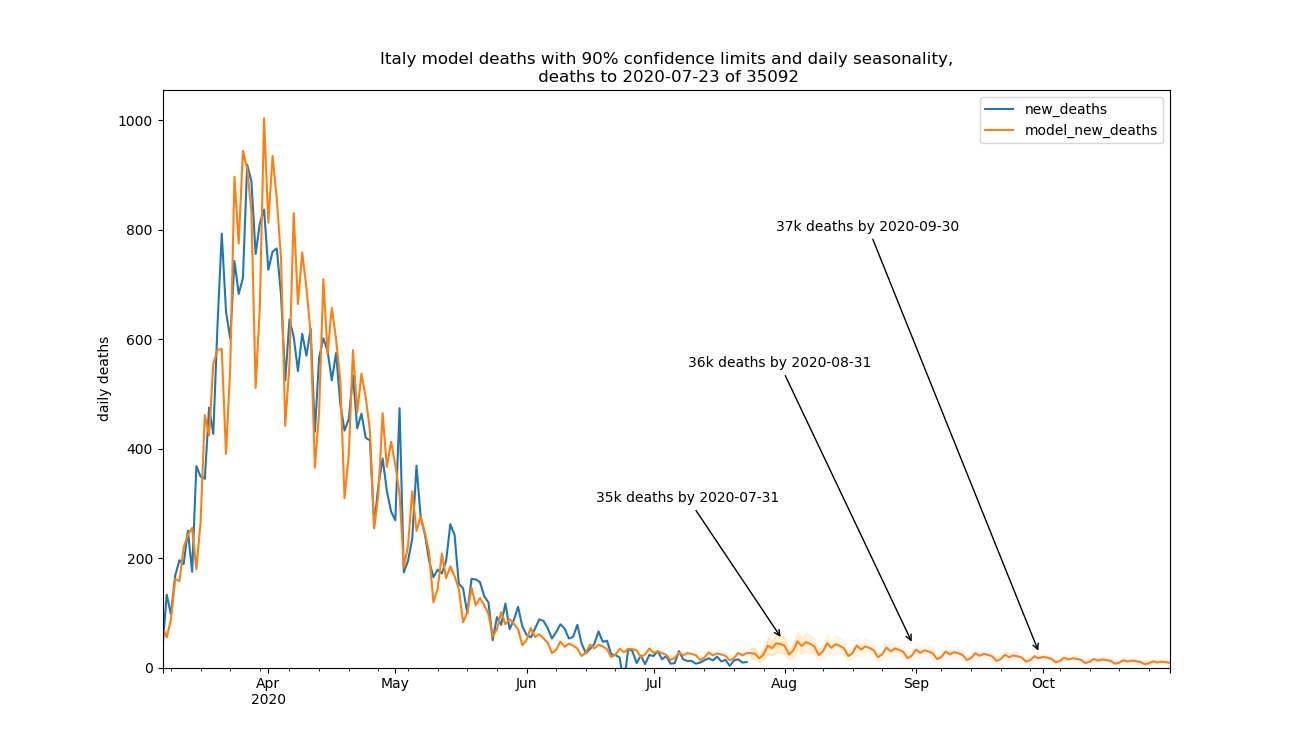 Italy model deaths with 90% confidence limits and daily seasonality,
deaths to 2020-07-23 of 35092
new_deaths
model_new_deaths
daily deaths
1000
800
600
400
200
0
37k deaths by 2020-09-30
36k deaths by 2020-08-31
35k deaths by 2020-07-31
Apr
2020
May
Jun
Jul
Aug
Sep
Oct